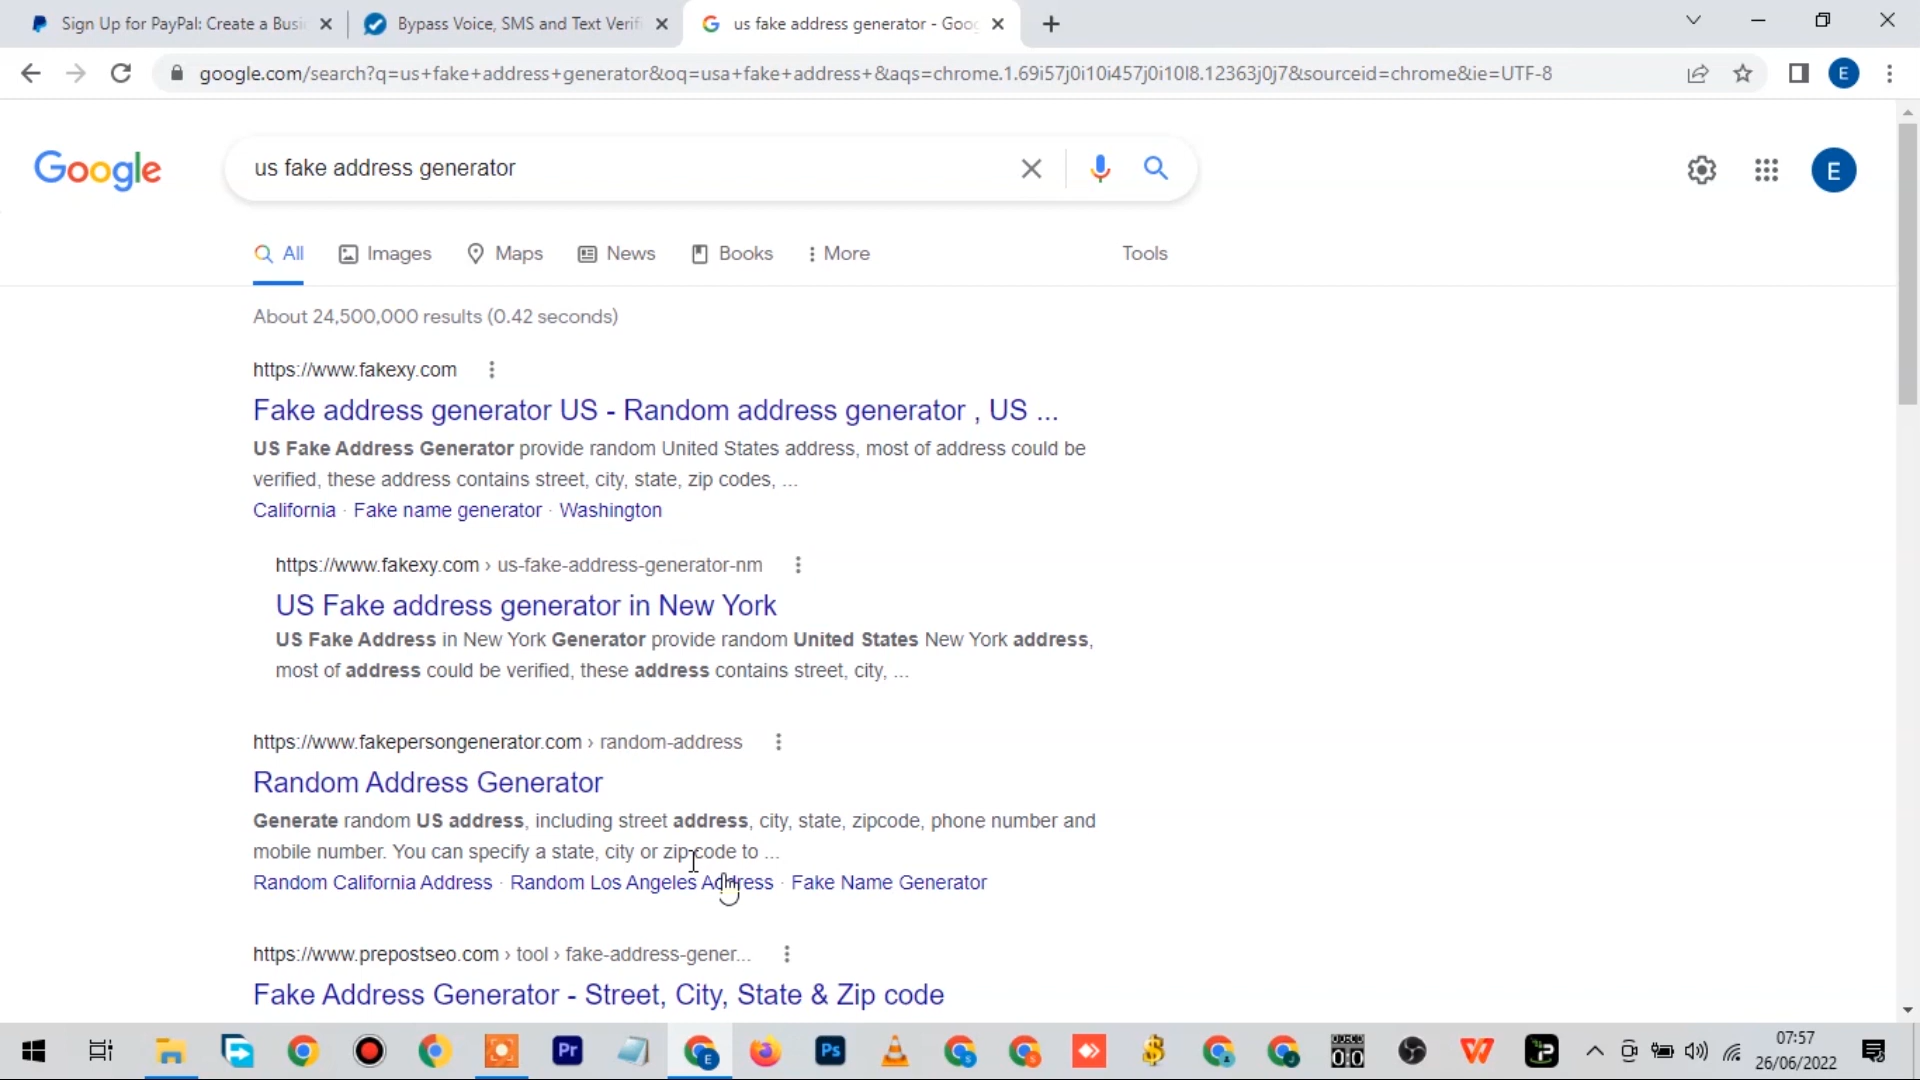 Sign Up for PayPal: Create a Busi
Bypass Voice, SMS and Text Verifi
us fake address generator - Goog
google.com/search?q=us+fake+address+generator&oq=usa+fake+address+&aqs=chrome.1.69i57j0i10i457j0i10l8.12363j0j7&sourceid=chrome&ie=UTF-8
E
Google
us fake address generator
E
All
Images
Maps
News
Books
More
Tools
About 24,500,000 results (0.42 seconds)
https://www.fakexy.com
Fake address generator US - Random address generator , US ...
US Fake Address Generator provide random United States address, most of address could be
verified, these address contains street, city, state, zip codes, ...
California · Fake name generator · Washington
https://www.fakexy.com › us-fake-address-generator-nm
US Fake address generator in New York
US Fake Address in New York Generator provide random United States New York address,
most of address could be verified, these address contains street, city, ...
https://www.fakepersongenerator.com › random-address
Random Address Generator
Generate random US address, including street address, city, state, zipcode, phone number and
mobile number. You can specify a state, city or zip code to ...
Random California Address · Random Los Angeles Address · Fake Name Generator
https://www.prepostseo.com › tool › fake-address-gener...
Fake Address Generator - Street, City, State & Zip code
Pr
E
Ps
0:0
07:57
26/06/2022